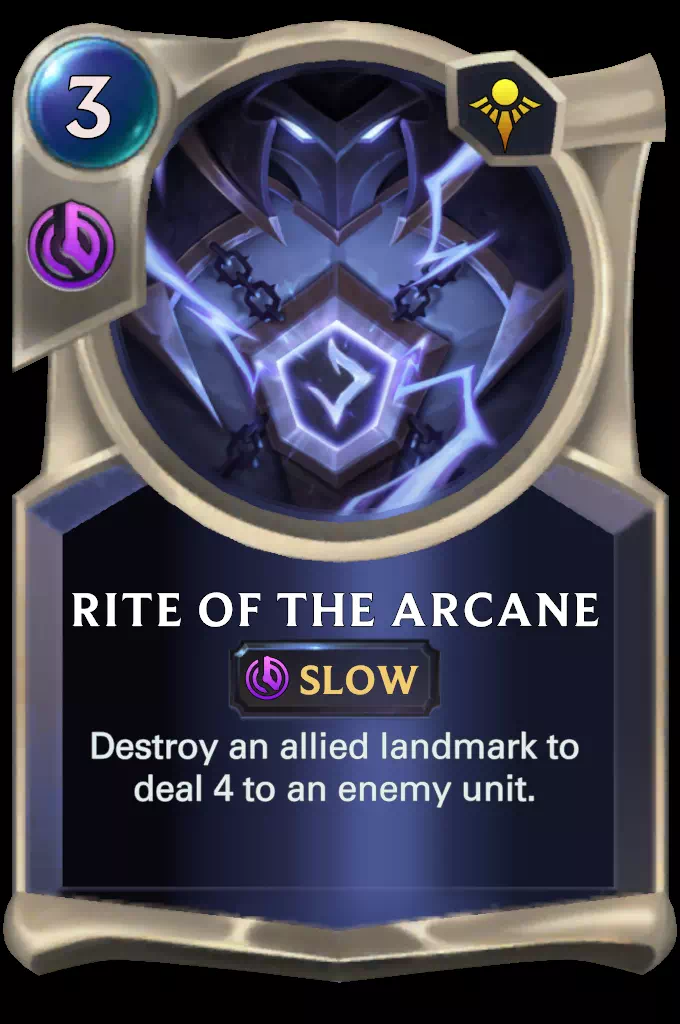 3
RITE OF THE ARCANE
SLOW
Destroy an allied landmark to
deal 4 to an enemy unit.